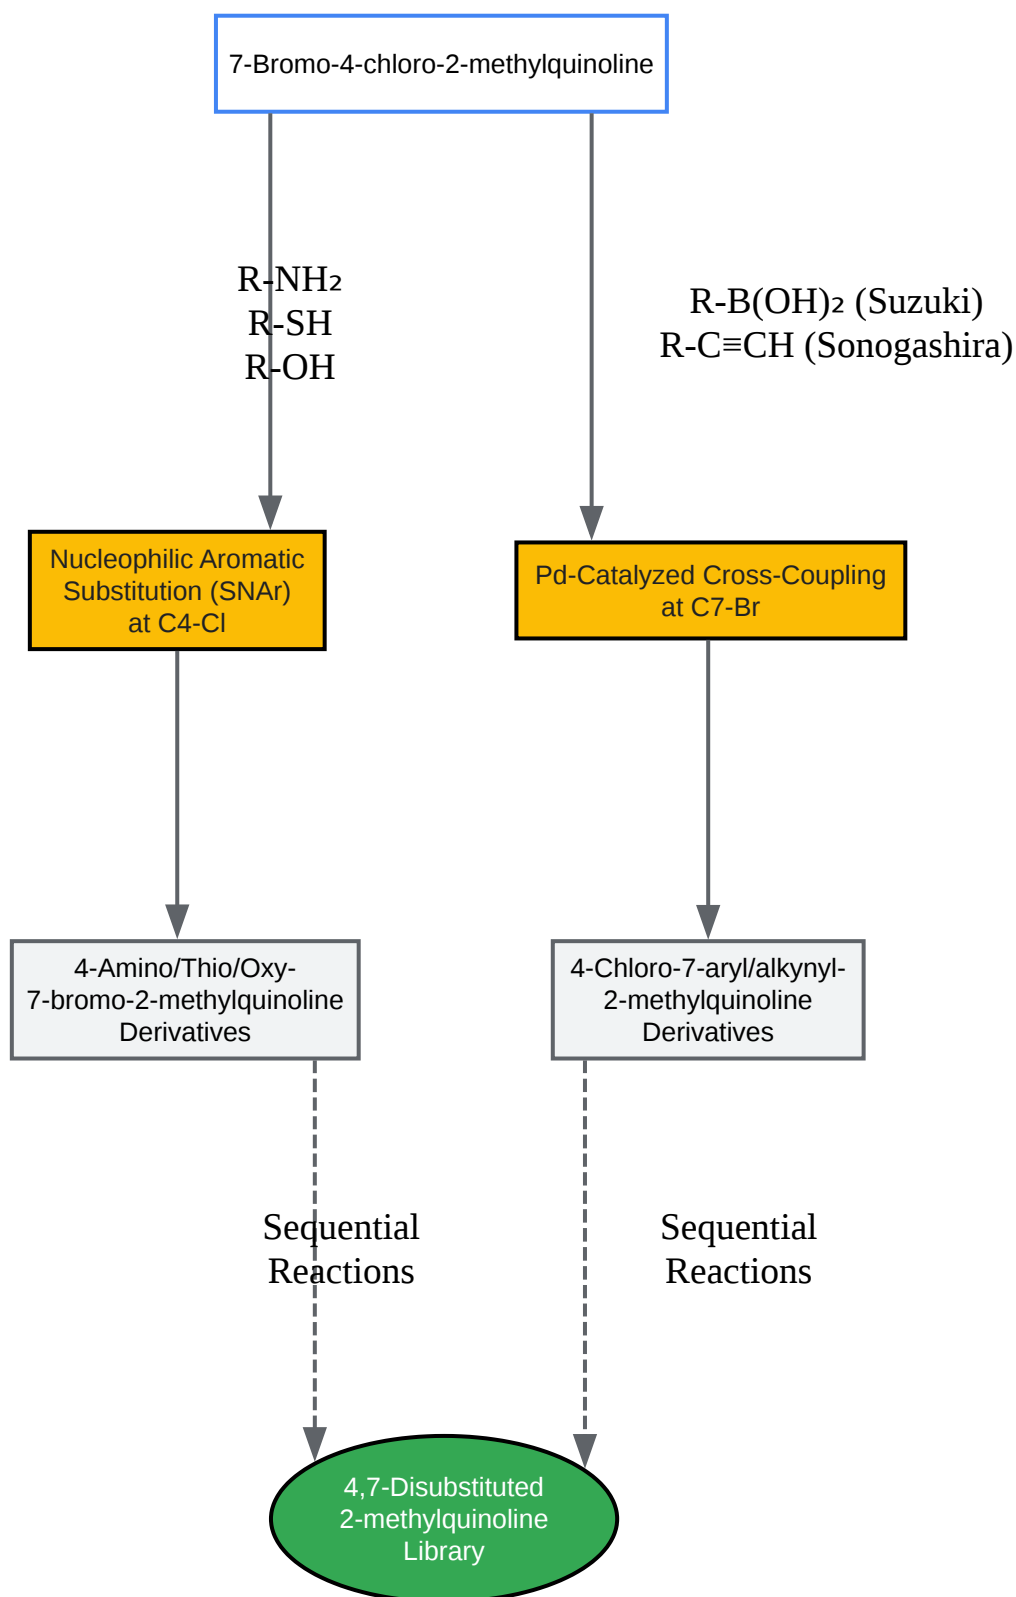 7-Bromo-4-chloro-2-methylquinoline
R-NH₂
R-SH
R-OH
R-B(OH)₂ (Suzuki)
R-C≡CH (Sonogashira)
Nucleophilic Aromatic
Substitution (SNAr)
at C4-Cl
Pd-Catalyzed Cross-Coupling
at C7-Br
4-Amino/Thio/Oxy-
7-bromo-2-methylquinoline
Derivatives
4-Chloro-7-aryl/alkynyl-
2-methylquinoline
Derivatives
Sequential
Reactions
Sequential
Reactions
4,7-Disubstituted
2-methylquinoline
Library